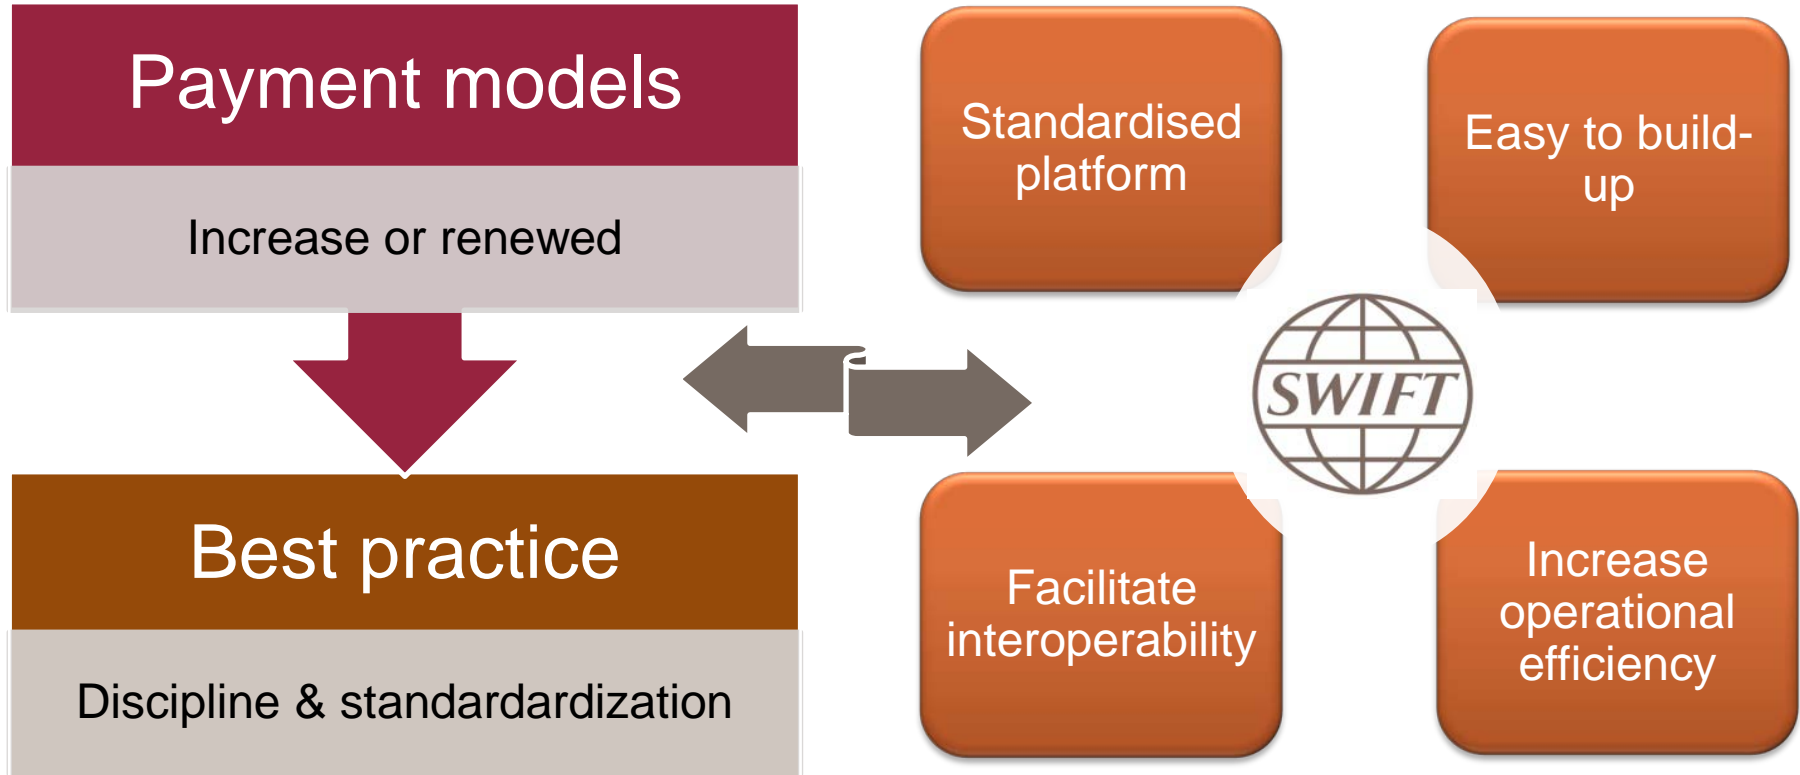 Payment models
Increase or renewed
Best practice
Discipline & standardardization
Standardised
platform
Easy to build-
up
SWIFT
Facilitate
interoperability
Increase
operational
efficiency